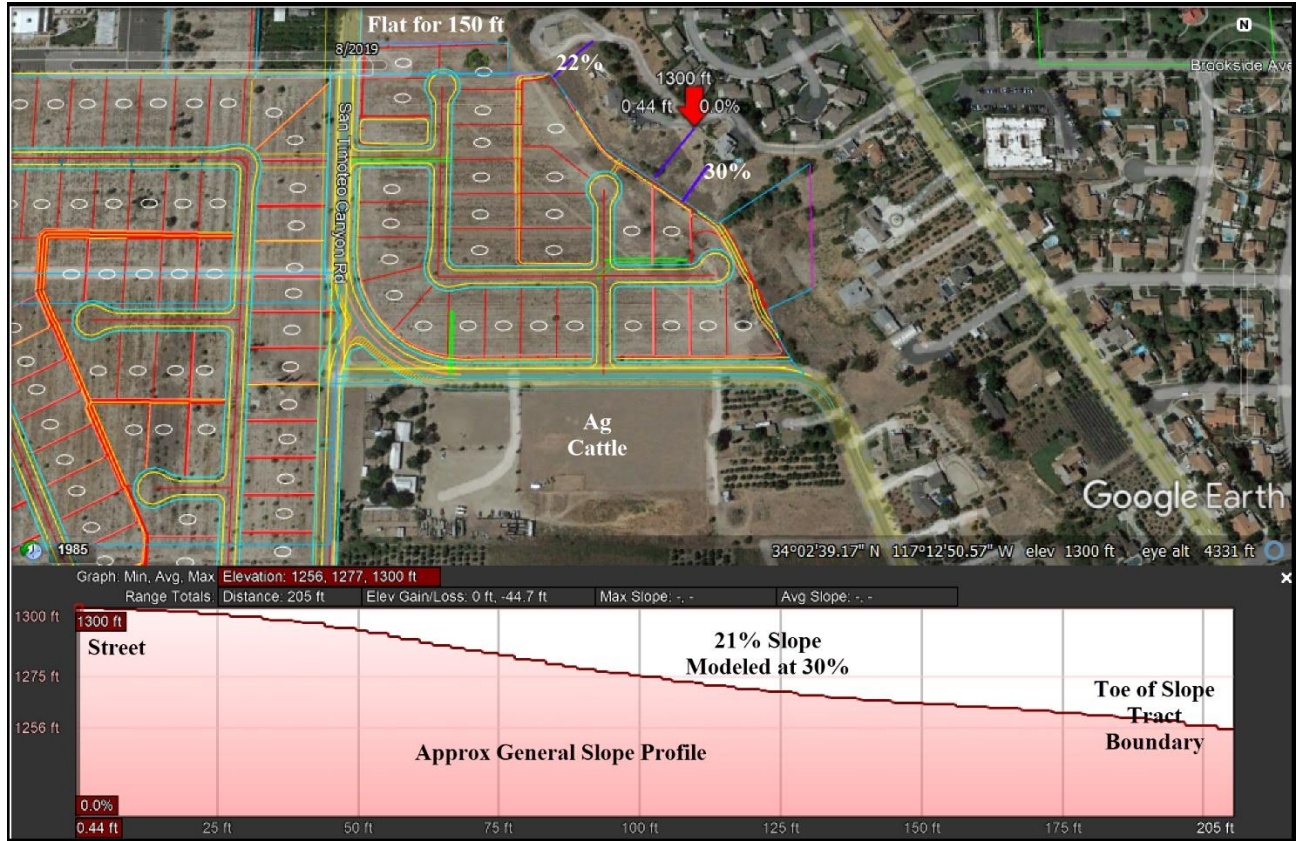 Flat for 150 ft
8/2019
N
22%
Brookside Ave
1300 ft
0.44 ft 0.0%
San Timoteo Canyon Rd
30%
Ag
Cattle
Google Earth
1985
34°02'39.17" N 117°12'50.57" W elev 1300 ft eye alt 4331 ft
Graph: Min, Avg, Max Elevation: 1256, 1277, 1300 ft
Range Totals: Distance: 205 ft Elev Gain/Loss: 0 ft, -44.7 ft Max Slope: -, - Avg Slope: -, -
1300 ft
1300 ft
Street
21% Slope
Modeled at 30%
1275 ft
Toe of Slope
Tract
Boundary
1256 ft
Approx General Slope Profile
0.0%
0.44 ft 25 ft 50 ft 75 ft 100 ft 125 ft 150 ft 175 ft 205 ft